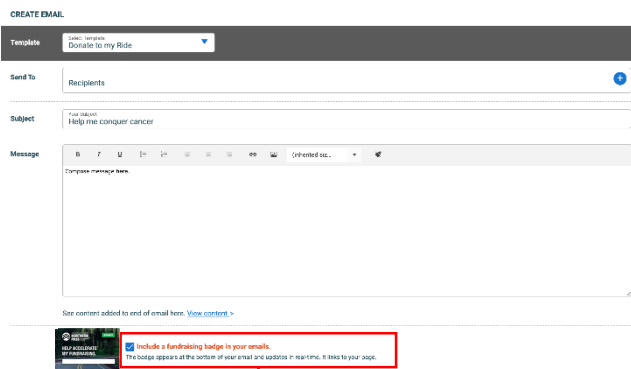 CREATE EMAIL
Template
Select Template
Donate to my Ride
Send To
Recipients
Subject
Your Subject
Help me conquer cancer
Message
B I U (inherited siz...
Compose message here.
See content added to end of email here. View content >
HELP ACCELERATE
MY FUNDRAISING.
Include a fundraising badge in your emails.
The badge appears at the bottom of your email and updates in real-time. It links to your page.